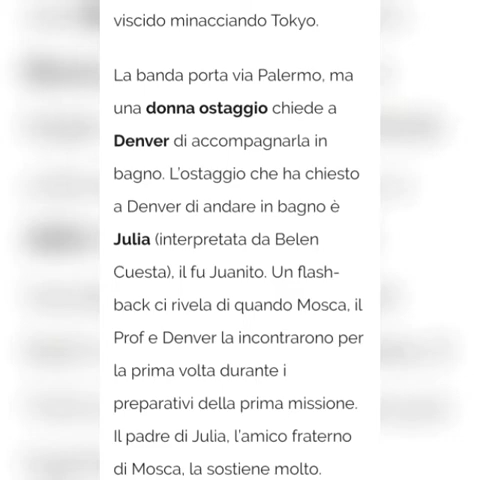 viscido minacciando Tokyo.
La banda porta via Palermo, ma
una donna ostaggio chiede a
Denver di accompagnarla in
bagno. L'ostaggio che ha chiesto
a Denver di andare in bagno è
Julia (interpretata da Belen
Cuesta), il fu Juanito. Un flash-
back ci rivela di quando Mosca, il
Prof e Denver la incontrarono per
la prima volta durante i
preparativi della prima missione.
Il padre di Julia, l'amico fraterno
di Mosca, la sostiene molto.